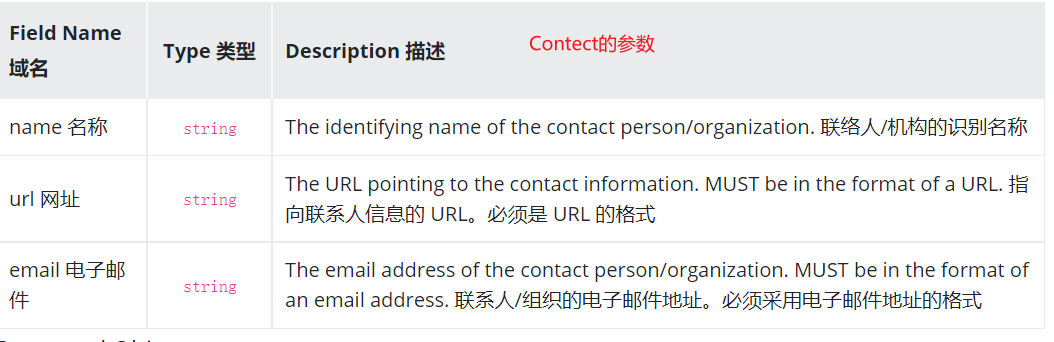 Field Name
域名
Type 类型
Description 描述
Contect的参数
name 名称
string
The identifying name of the contact person/organization. 联络人/机构的识别名称
url 网址
string
The URL pointing to the contact information. MUST be in the format of a URL. 指
向联系人信息的 URL。必须是 URL 的格式
email 电子邮
件
string
The email address of the contact person/organization. MUST be in the format of
an email address. 联系人/组织的电子邮件地址。必须采用电子邮件地址的格式